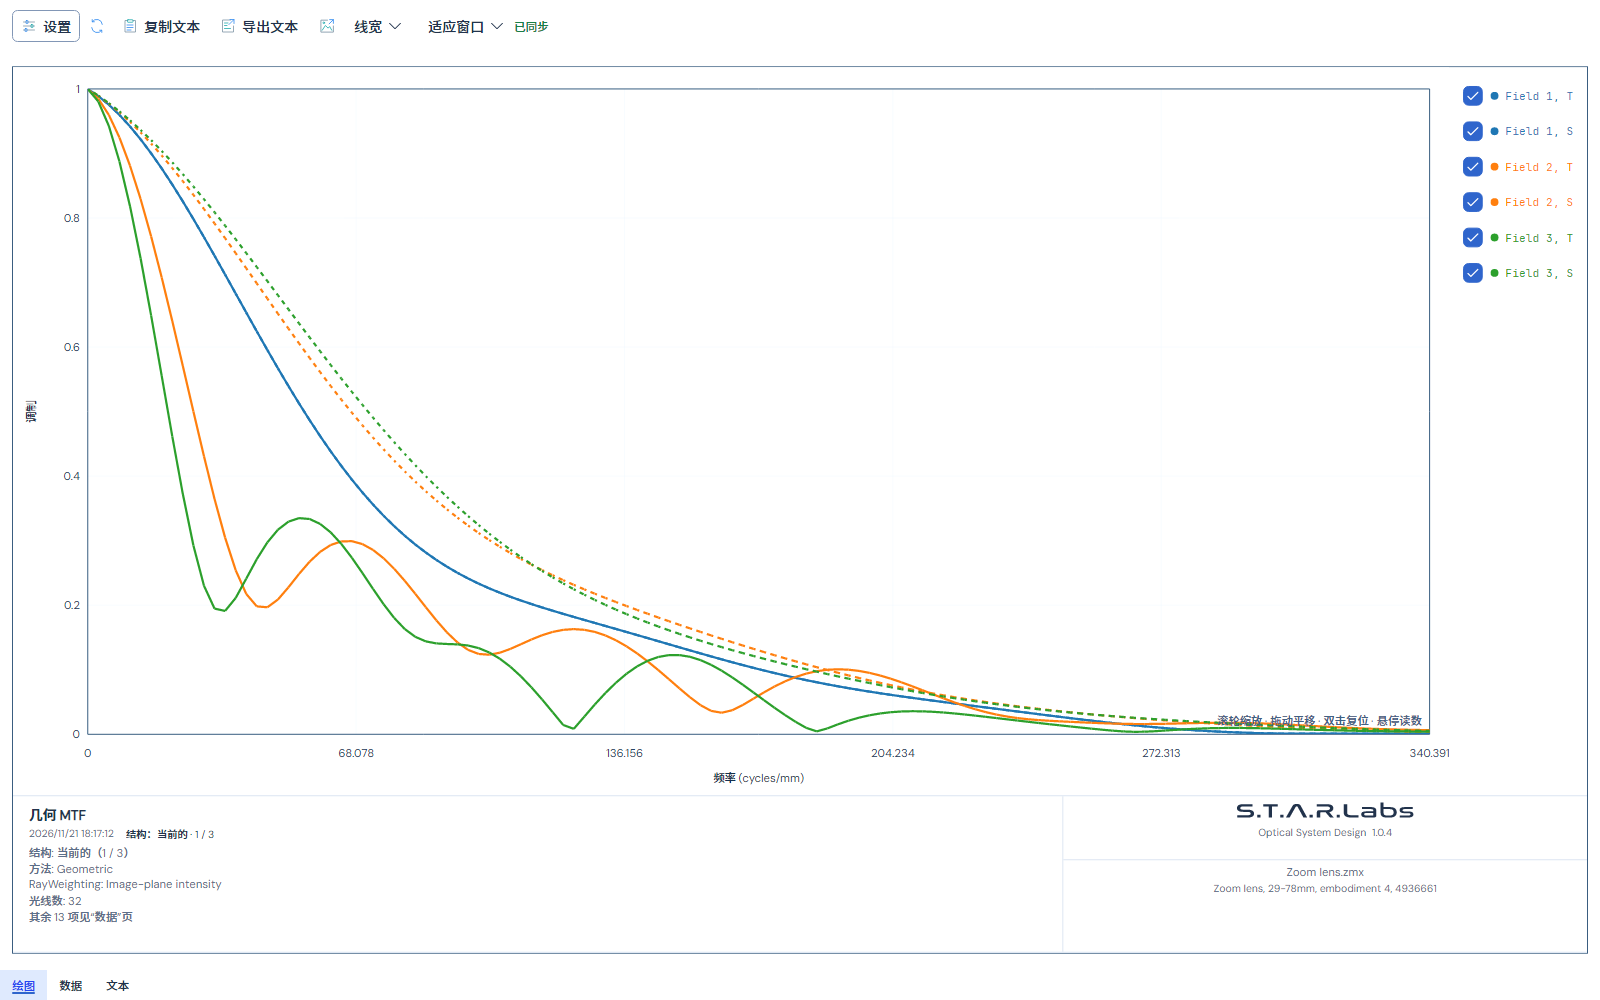 设置 复制文本 导出文本 线宽 适应窗口 已同步
Field 1, T
Field 1, S
Field 2, T
Field 2, S
Field 3, T
Field 3, S
1
0.8
0.6
0.4
0.2
0
调制
滚轮缩放 · 拖动平移 · 双击复位 · 悬停读数
0 68.078 136.156 204.234 272.313 340.391
频率 (cycles/mm)
几何 MTF
2026/11/21 18:17:12 结构: 当前的 · 1 / 3
结构: 当前的（1 / 3）
方法: Geometric
RayWeighting: Image-plane intensity
光线数: 32
其余 13 项见“数据”页
S.T.A.R.Labs
Optical System Design 1.0.4
Zoom lens.zmx
Zoom lens, 29-78mm, embodiment 4, 4936661
绘图 数据 文本